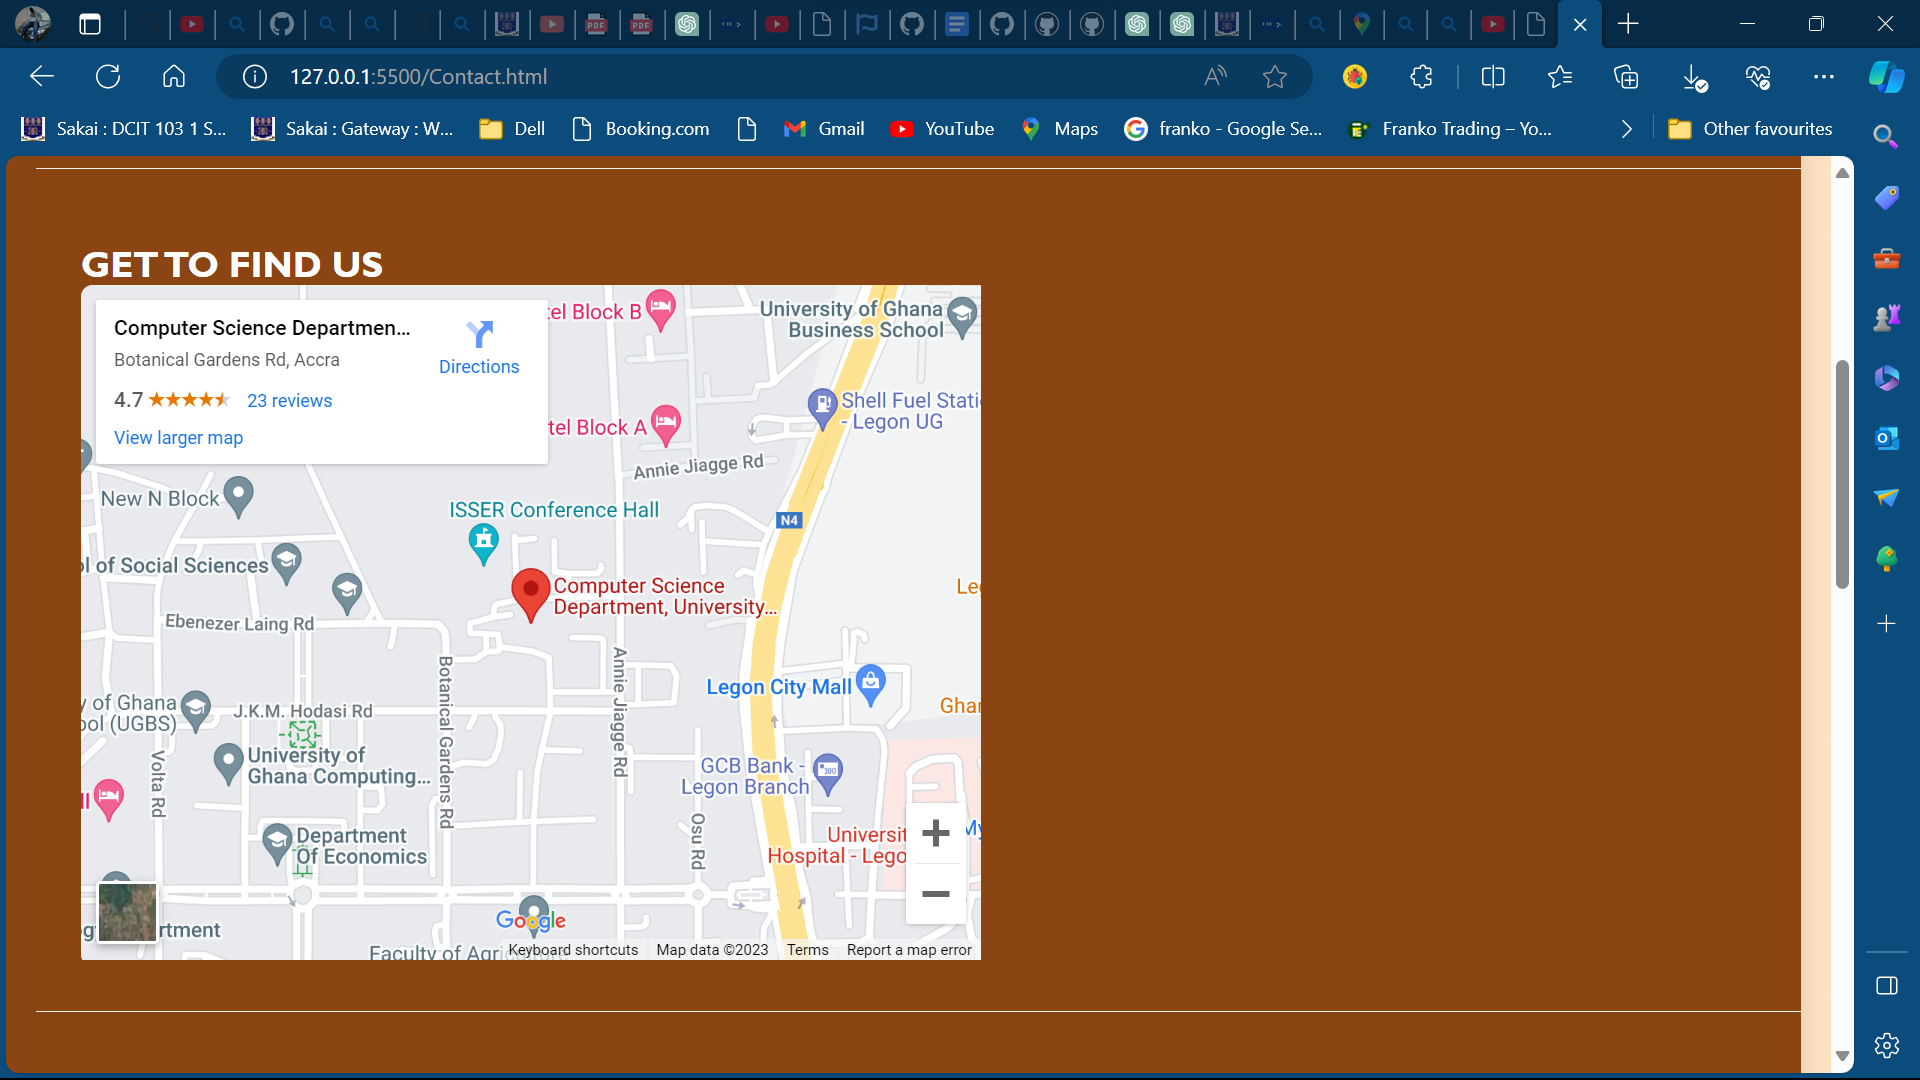 127.0.0.1:5500/Contact.html
Sakai : DCIT 103 1 S...
Sakai : Gateway : W...
Dell
Booking.com
Gmail
YouTube
Maps
franko - Google Se...
Franko Trading – Yo...
Other favourites
GET TO FIND US
Computer Science Departmen...
Botanical Gardens Rd, Accra
4.7
23 reviews
View larger map
Directions
tel Block B
University of Ghana
Business School
Shell Fuel Stati
- Legon UG
tel Block A
Annie Jiagge Rd
New N Block
ISSER Conference Hall
N4
l of Social Sciences
Computer Science
Department, University...
Leg
Ebenezer Laing Rd
Botanical Gardens Rd
Annie Jiagge Rd
Legon City Mall
y of Ghana
ool (UGBS)
J.K.M. Hodasi Rd
Ghan
Volta Rd
University of
Ghana Computing...
GCB Bank -
Legon Branch
Osu Rd
Universit
Hospital - Lego
My
Department
Of Economics
Google
rtment
Faculty of Agriculture
Keyboard shortcuts
Map data ©2023
Terms
Report a map error